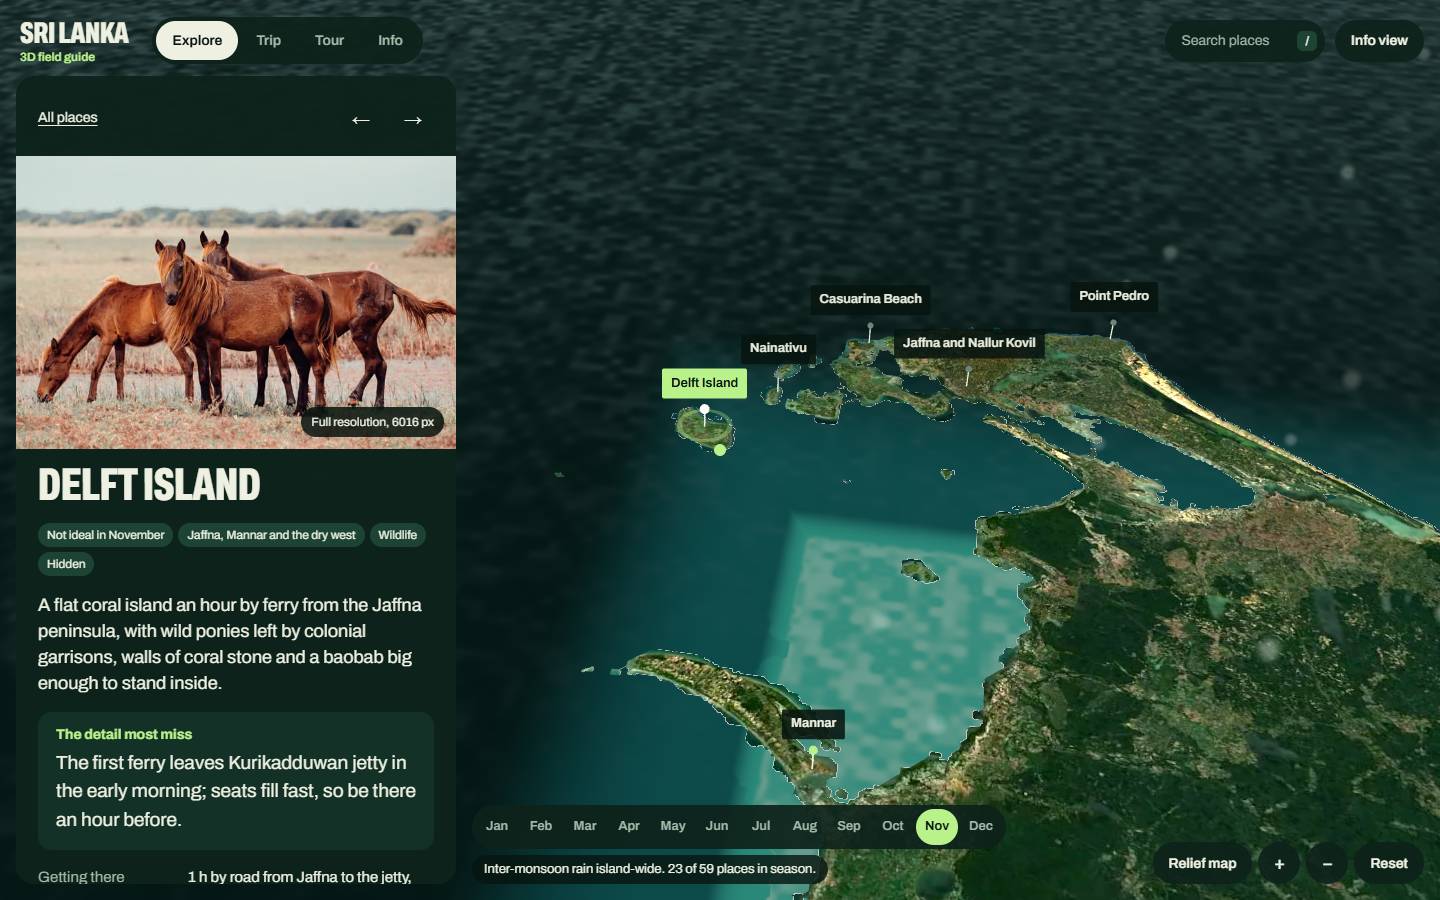 SRI LANKA
3D field guide
Explore
Trip
Tour
Info
Search places
/
Info view
All places
← →
Full resolution, 6016 px
DELFT ISLAND
Not ideal in November
Jaffna, Mannar and the dry west
Wildlife
Hidden
A flat coral island an hour by ferry from the Jaffna
peninsula, with wild ponies left by colonial
garrisons, walls of coral stone and a baobab big
enough to stand inside.
The detail most miss
The first ferry leaves Kurikadduwan jetty in
the early morning; seats fill fast, so be there
an hour before.
Getting there
1 h by road from Jaffna to the jetty,
Casuarina Beach
Point Pedro
Nainativu
Jaffna and Nallur Kovil
Delft Island
Mannar
Jan Feb Mar Apr May Jun Jul Aug Sep Oct Nov Dec
Inter-monsoon rain island-wide. 23 of 59 places in season.
Relief map
+
−
Reset